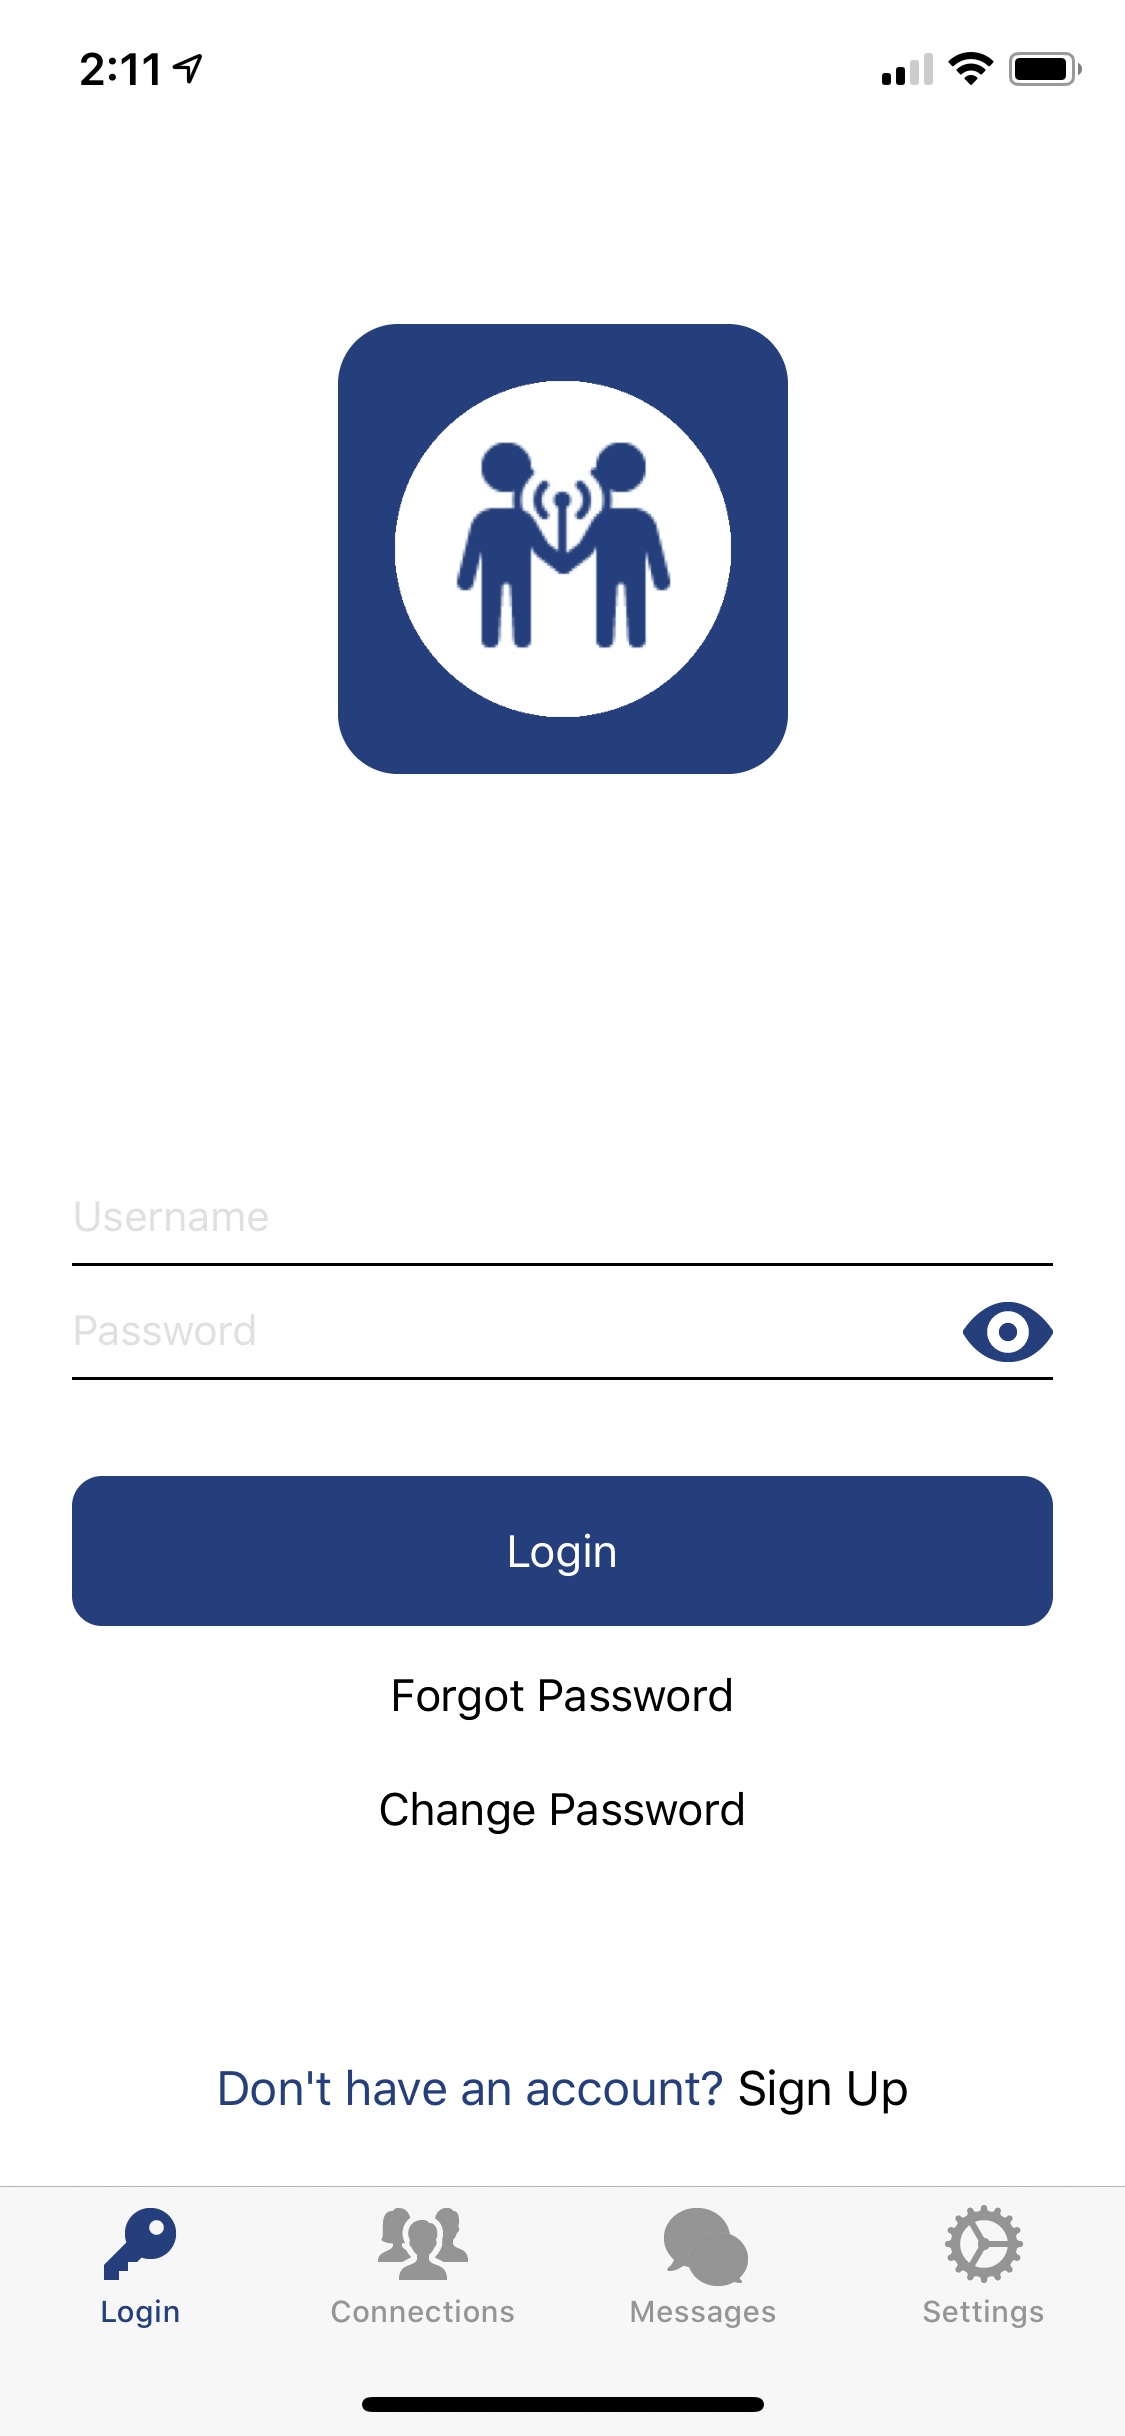 2:11
Username
Password
Login
Forgot Password
Change Password
Don't have an account? Sign Up
Login Connections Messages Settings